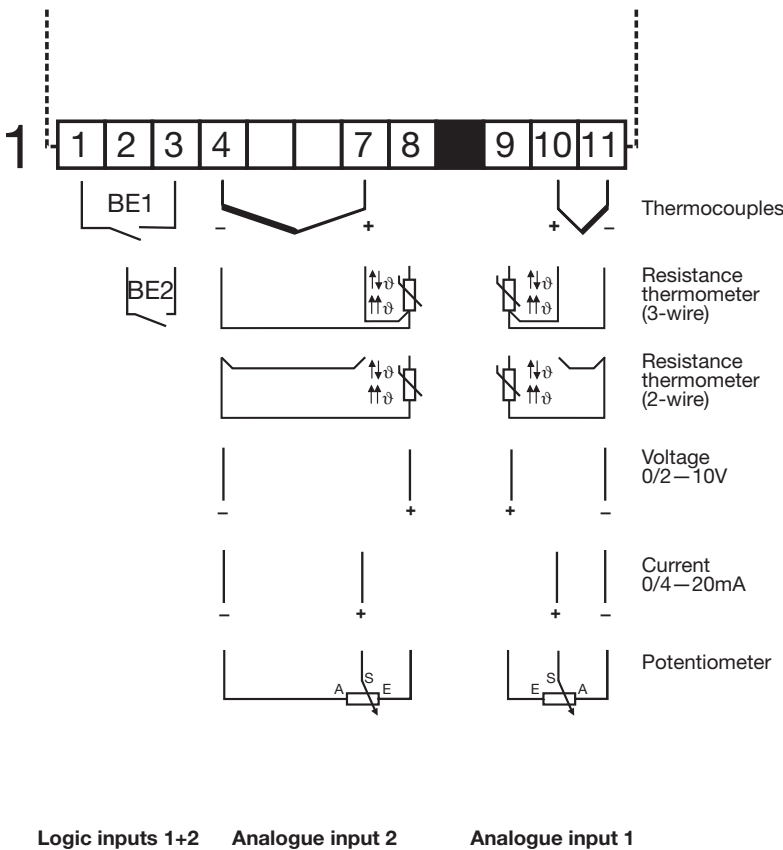 1
1 2 3 4 7 8 9 10 11
BE1
– + + –
Thermocouples
BE2
ϑ ϑ
ϑ ϑ
Resistance
thermometer
(3-wire)
ϑ ϑ
ϑ ϑ
Resistance
thermometer
(2-wire)
Voltage
0/2—10V
– + + –
Current
0/4—20mA
– + + –
Potentiometer
A S E E S A
Logic inputs 1+2 Analogue input 2 Analogue input 1